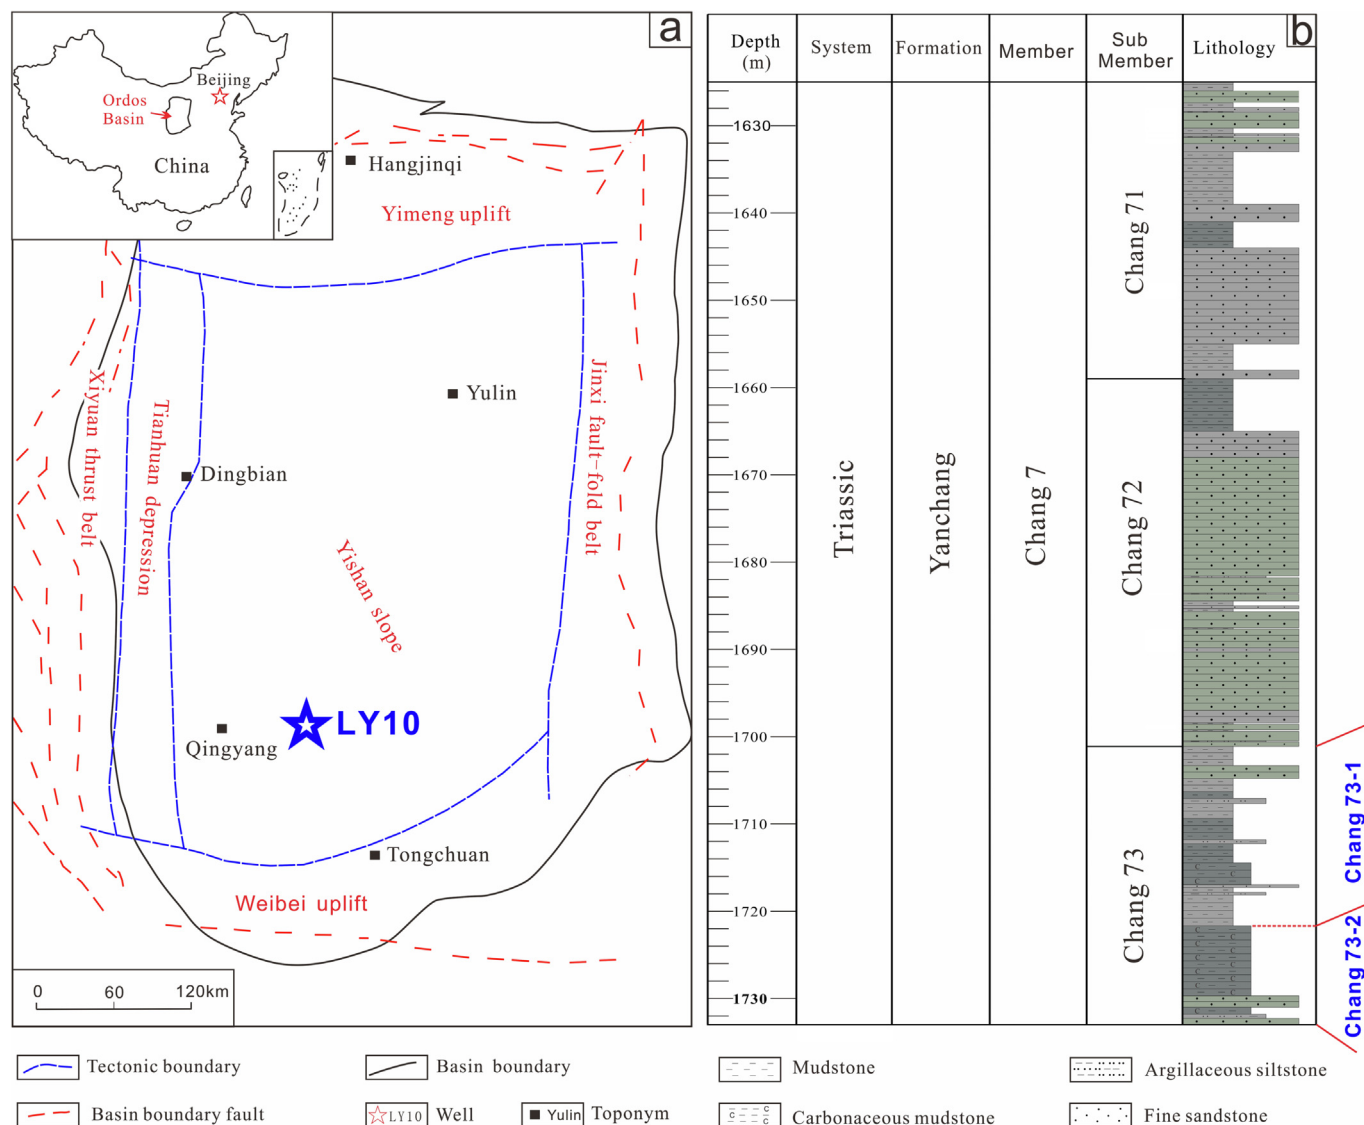 a
Beijing
Ordos
Basin
China
Hangjinqi
Yimeng uplift
Xiyuan thrust belt
Tianhuan depression
Yulin
Dingbian
Jinxi fault-fold belt
Yishan slope
LY10
Qingyang
Tongchuan
Weibei uplift
0 60 120km
b
Depth
(m)
System
Formation
Member
Sub
Member
Lithology
1630
1640
1650
1660
1670
1680
1690
1700
1710
1720
1730
Triassic
Yanchang
Chang 7
Chang 71
Chang 72
Chang 73
Chang 73-1
Chang 73-2
Tectonic boundary
Basin boundary
Mudstone
Argillaceous siltstone
Basin boundary fault
LY10 Well
Yulin Toponym
Carbonaceous mudstone
Fine sandstone